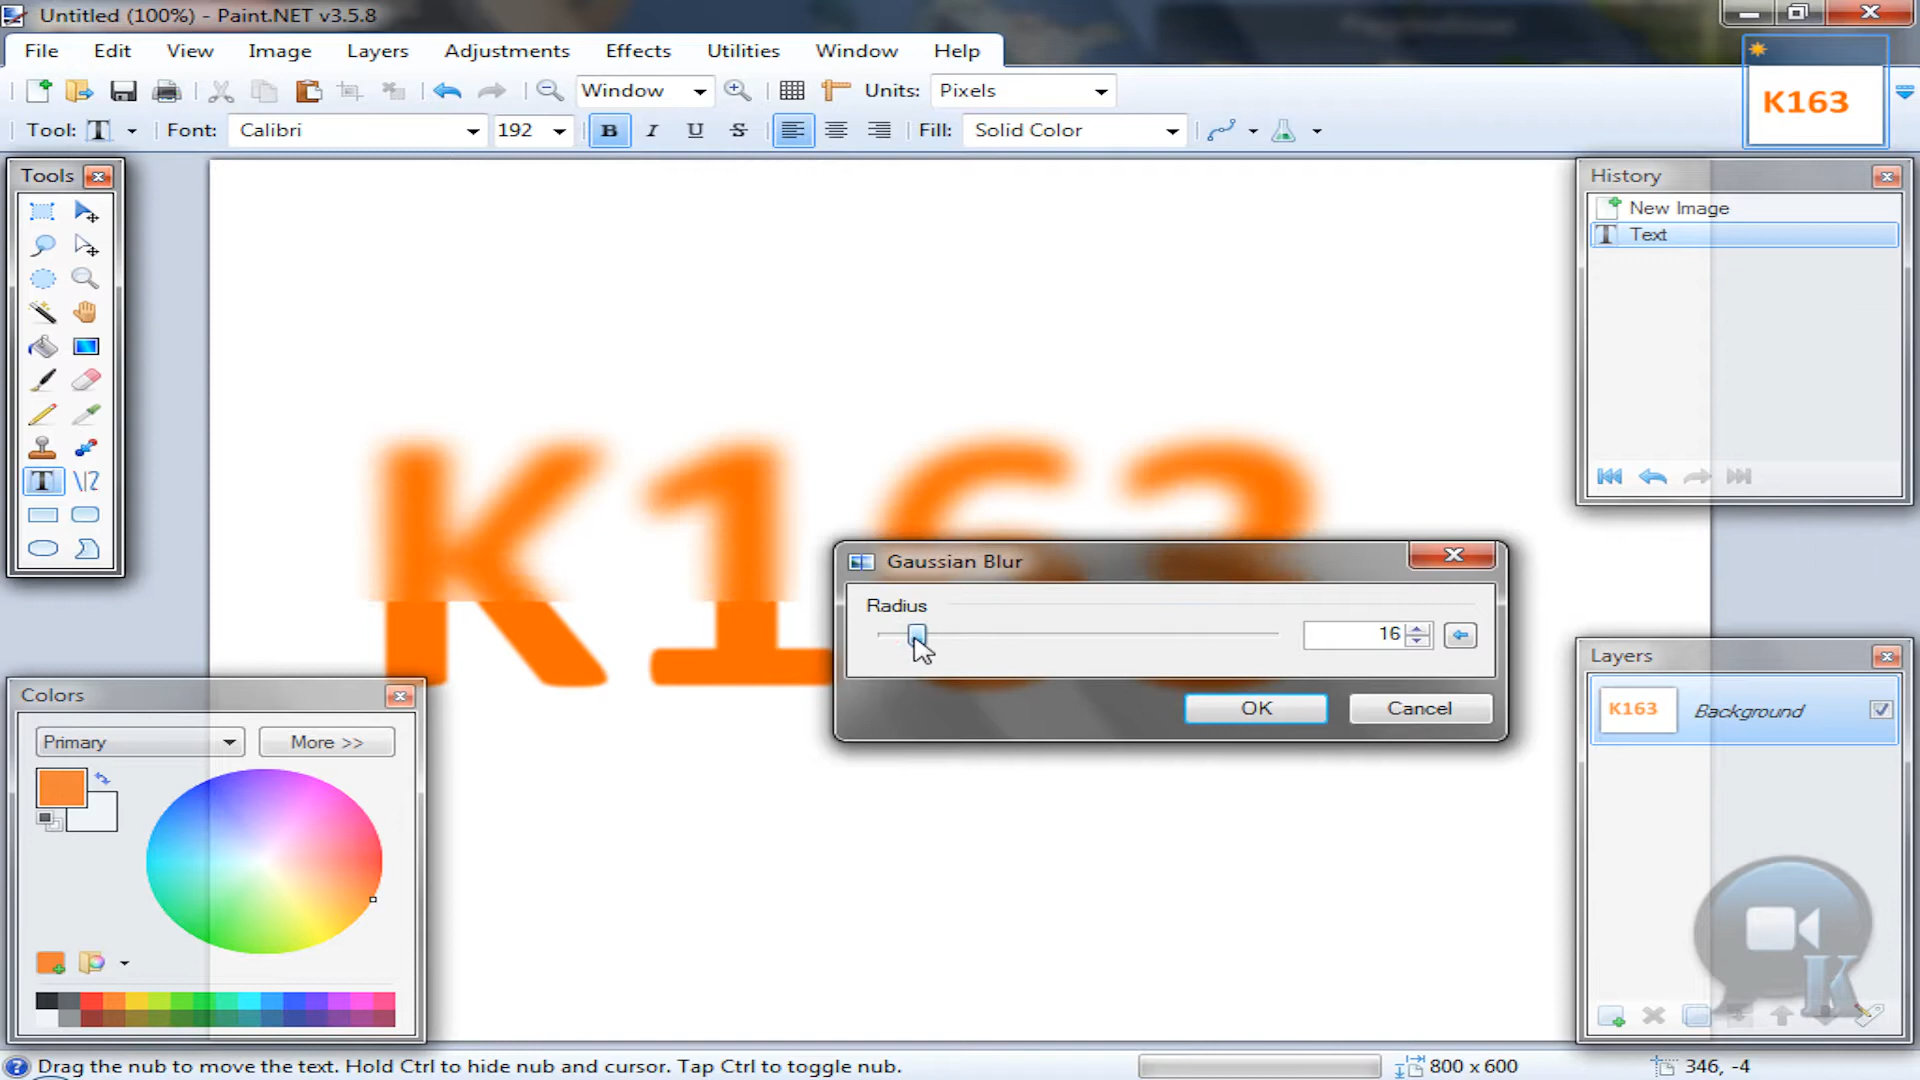 Untitled (100%) - Paint.NET v3.5.8
File Edit View Image Layers Adjustments Effects Utilities Window Help
Window Units: Pixels
Tool: T Font: Calibri 192 B I U S Fill: Solid Color
K163
Tools
History
New Image
Text
K163
Gaussian Blur
Radius
16
OK Cancel
Colors
Primary More >>
Layers
K163 Background
K
Drag the nub to move the text. Hold Ctrl to hide nub and cursor. Tap Ctrl to toggle nub.
800 x 600
346, -4